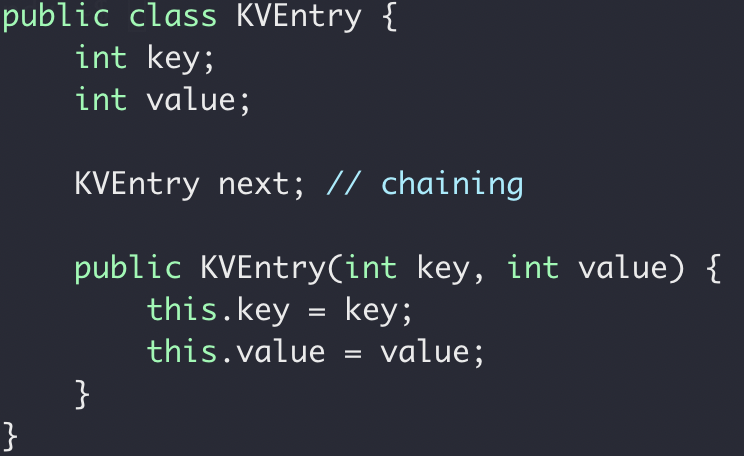 public class KVEntry {
    int key;
    int value;

    KVEntry next; // chaining

    public KVEntry(int key, int value) {
        this.key = key;
        this.value = value;
    }
}